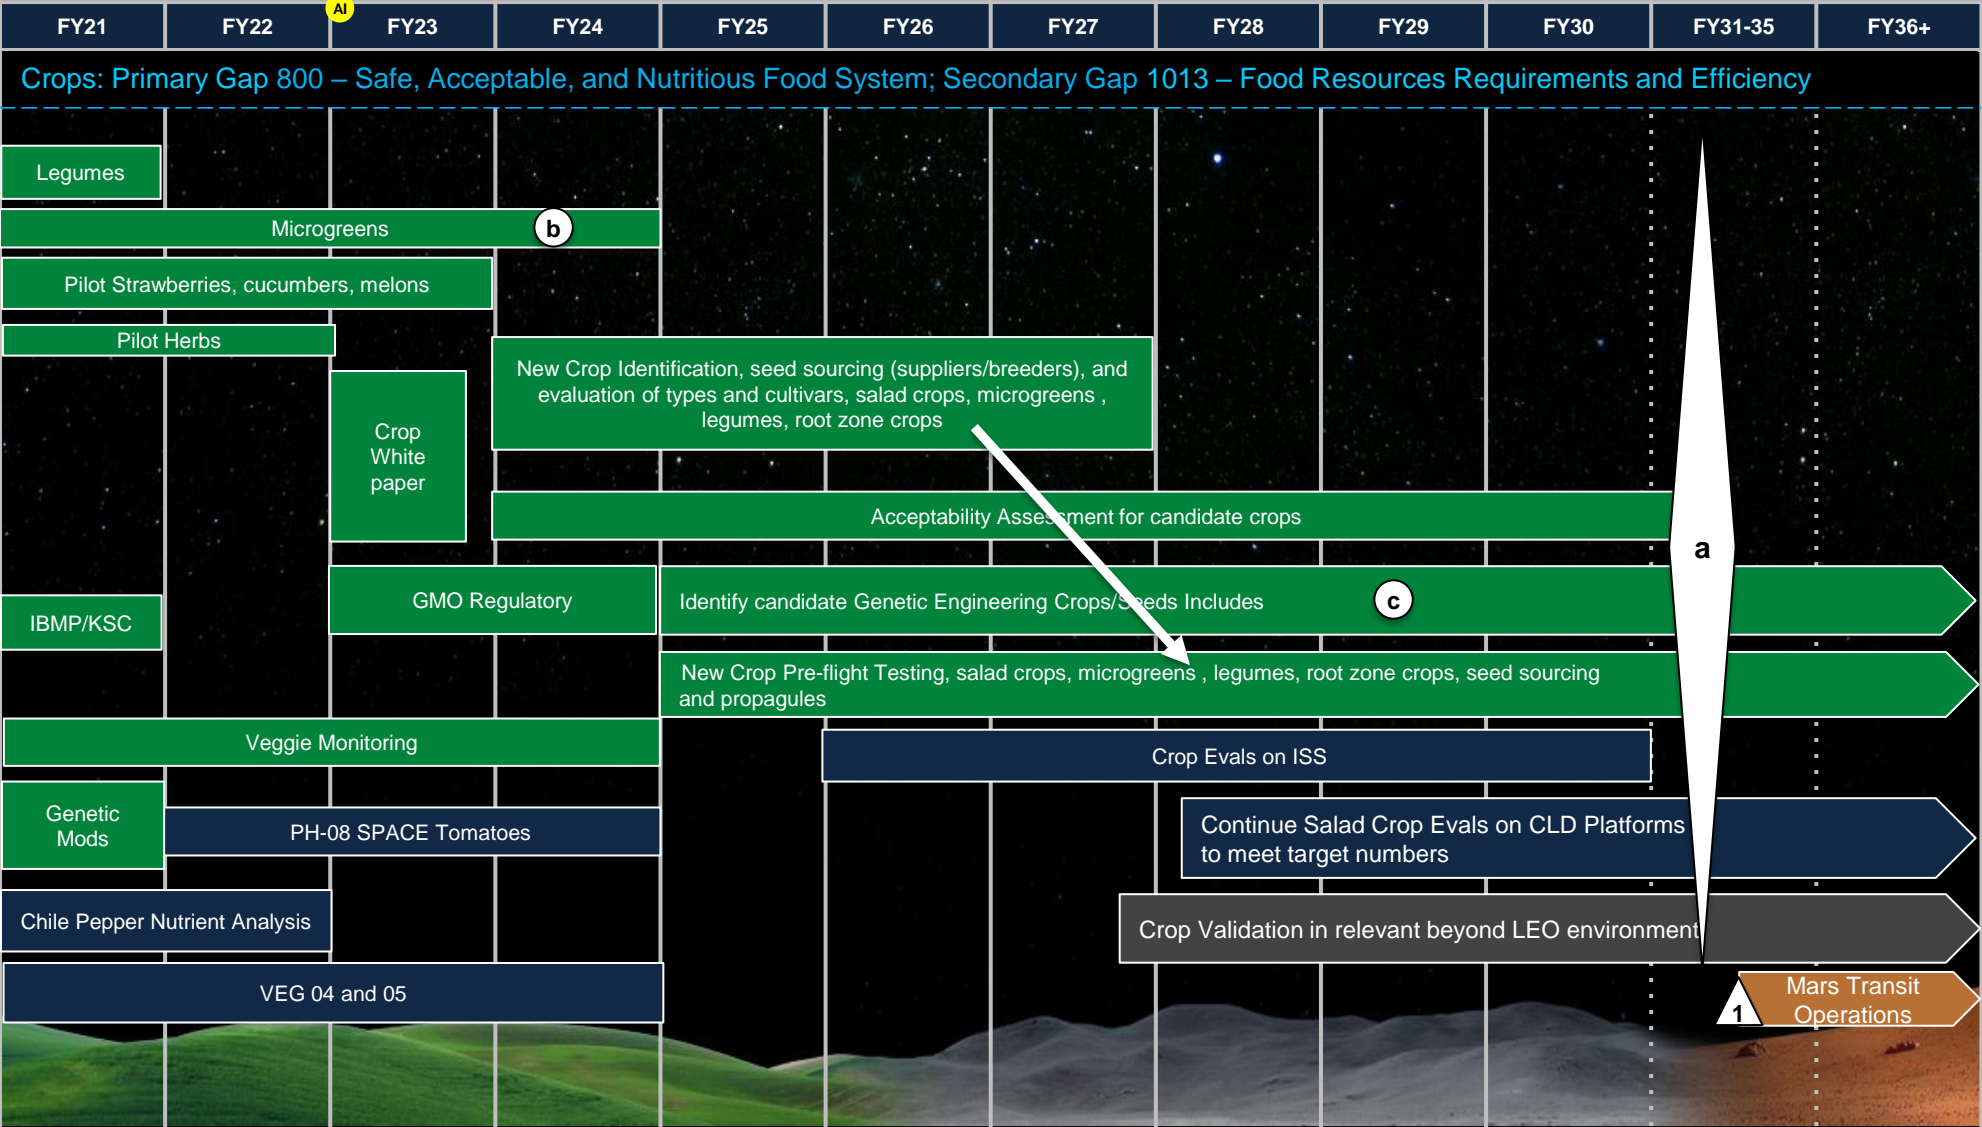 AI
FY21 FY22 FY23 FY24 FY25 FY26 FY27 FY28 FY29 FY30 FY31-35 FY36+
Crops: Primary Gap 800 – Safe, Acceptable, and Nutritious Food System; Secondary Gap 1013 – Food Resources Requirements and Efficiency
Legumes
Microgreens
b
Pilot Strawberries, cucumbers, melons
Pilot Herbs
New Crop Identification, seed sourcing (suppliers/breeders), and
evaluation of types and cultivars, salad crops, microgreens ,
legumes, root zone crops
Crop
White
paper
Acceptability Assessment for candidate crops
a
GMO Regulatory
Identify candidate Genetic Engineering Crops/Seeds Includes
c
IBMP/KSC
New Crop Pre-flight Testing, salad crops, microgreens , legumes, root zone crops, seed sourcing
and propagules
Veggie Monitoring
Crop Evals on ISS
Genetic
Mods
PH-08 SPACE Tomatoes
Continue Salad Crop Evals on CLD Platforms
to meet target numbers
Chile Pepper Nutrient Analysis
Crop Validation in relevant beyond LEO environment
VEG 04 and 05
1
Mars Transit
Operations